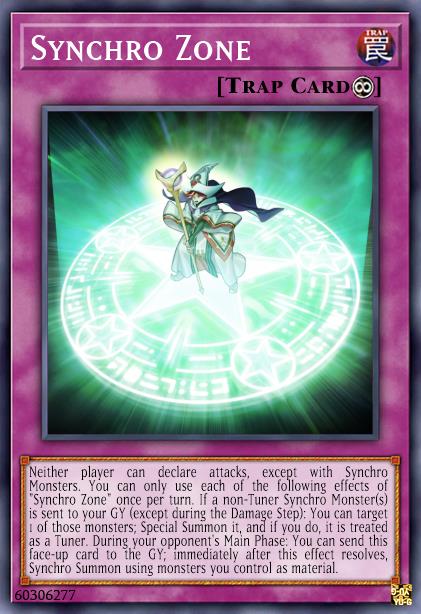 Synchro Zone
TRAP
罠
[Trap Card]
Neither player can declare attacks, except with Synchro
Monsters. You can only use each of the following effects of
"Synchro Zone" once per turn. If a non-Tuner Synchro Monster(s)
is sent to your GY (except during the Damage Step): You can target
1 of those monsters; Special Summon it, and if you do, it is treated
as a Tuner. During your opponent's Main Phase: You can send this
face-up card to the GY; immediately after this effect resolves,
Synchro Summon using monsters you control as material.
60306277